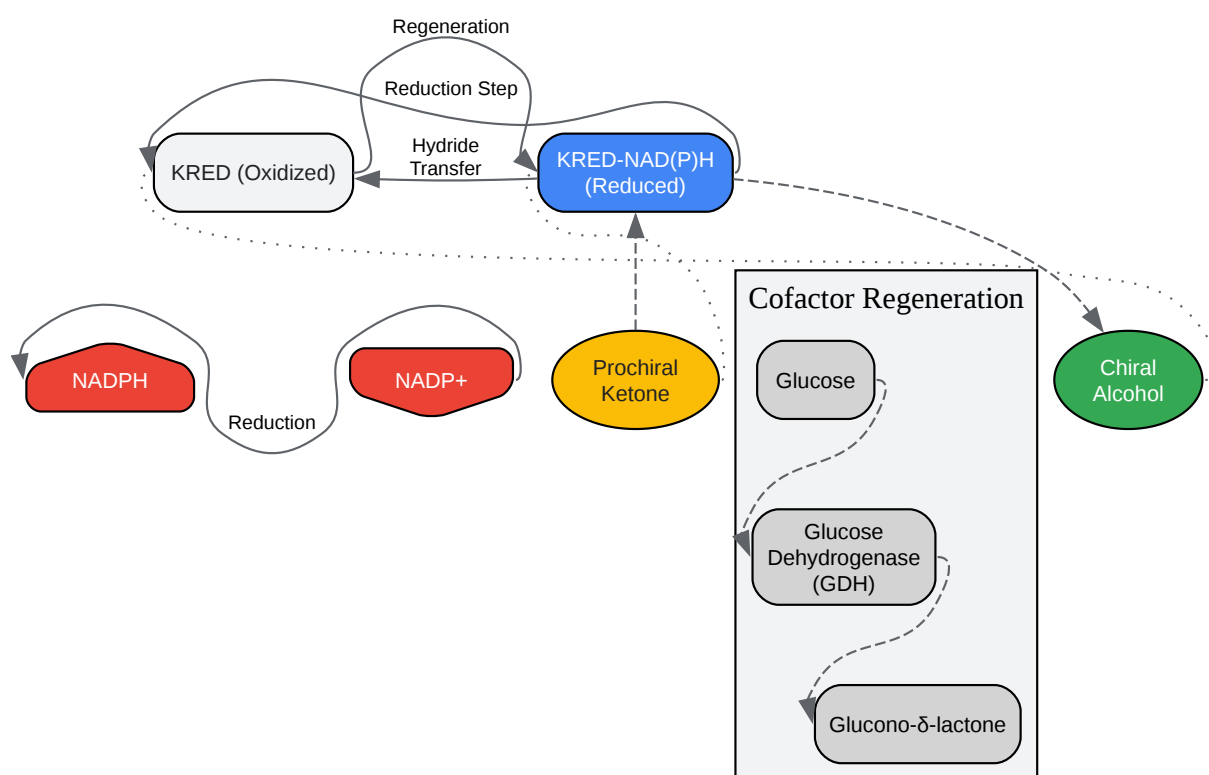 Regeneration
Reduction Step
Hydride
Transfer
KRED (Oxidized)
KRED-NAD(P)H
(Reduced)
Cofactor Regeneration
NADPH
NADP+
Reduction
Prochiral
Ketone
Glucose
Chiral
Alcohol
Glucose
Dehydrogenase
(GDH)
Glucono-δ-lactone